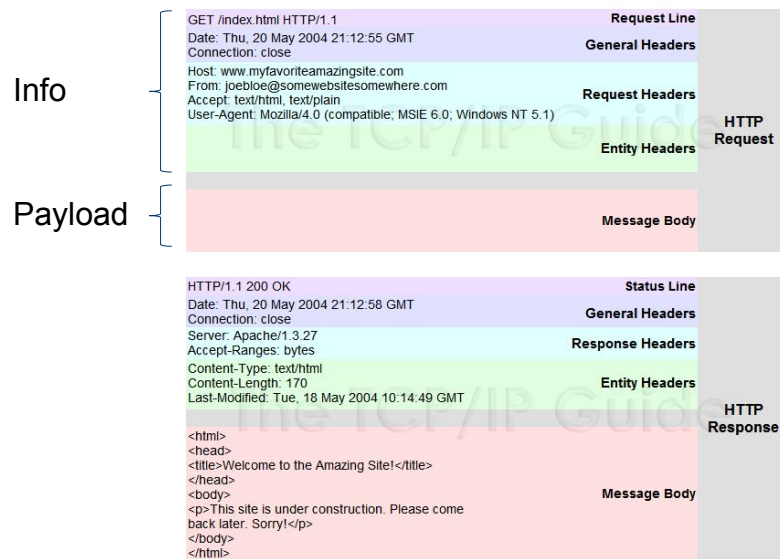 Info
GET /index.html HTTP/1.1 Request Line
Date: Thu, 20 May 2004 21:12:55 GMT
Connection: close
General Headers
Host: www.myfavoriteamazingsite.com
From: joebloe@somewebsitesomewhere.com
Accept: text/html, text/plain
User-Agent: Mozilla/4.0 (compatible; MSIE 6.0; Windows NT 5.1)
Request Headers
The TCP/IP Guide
Entity Headers
HTTP
Request
Payload
Message Body
HTTP/1.1 200 OK Status Line
Date: Thu, 20 May 2004 21:12:58 GMT
Connection: close
General Headers
Server: Apache/1.3.27
Accept-Ranges: bytes
Response Headers
Content-Type: text/html
Content-Length: 170
Last-Modified: Tue, 18 May 2004 10:14:49 GMT
Entity Headers
The TCP/IP Guide
HTTP
Response
<html>
<head>
<title>Welcome to the Amazing Site!</title>
</head>
<body>
<p>This site is under construction. Please come
back later. Sorry!</p>
</body>
</html>
Message Body